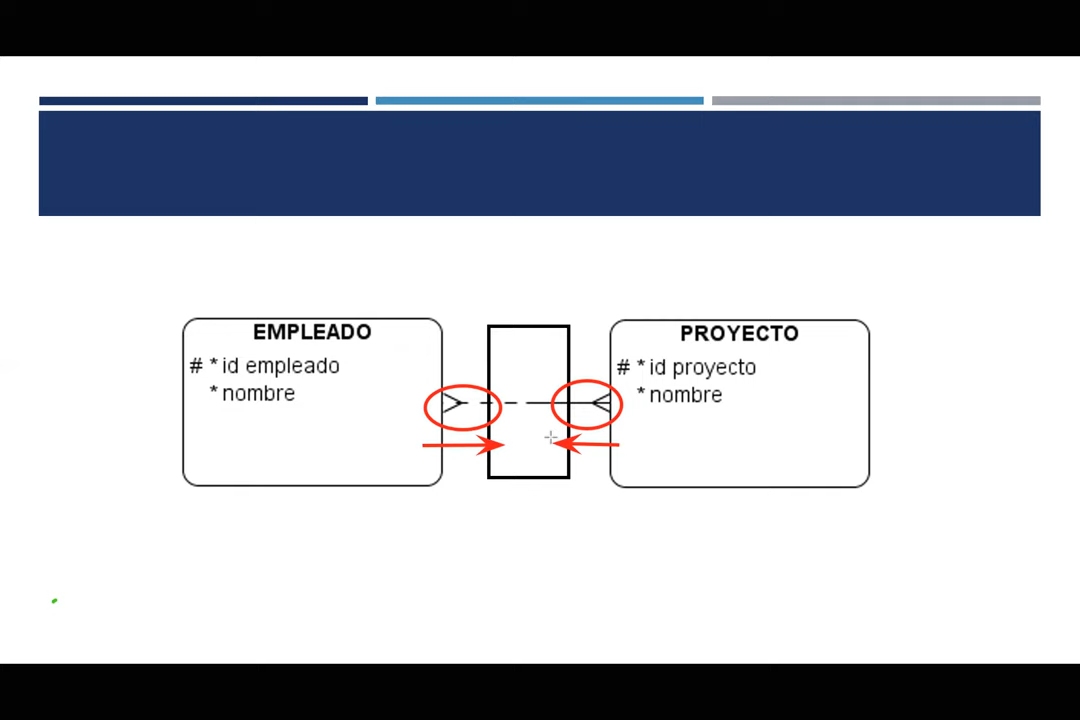 EMPLEADO
# * id empleado
* nombre
PROYECTO
# * id proyecto
* nombre